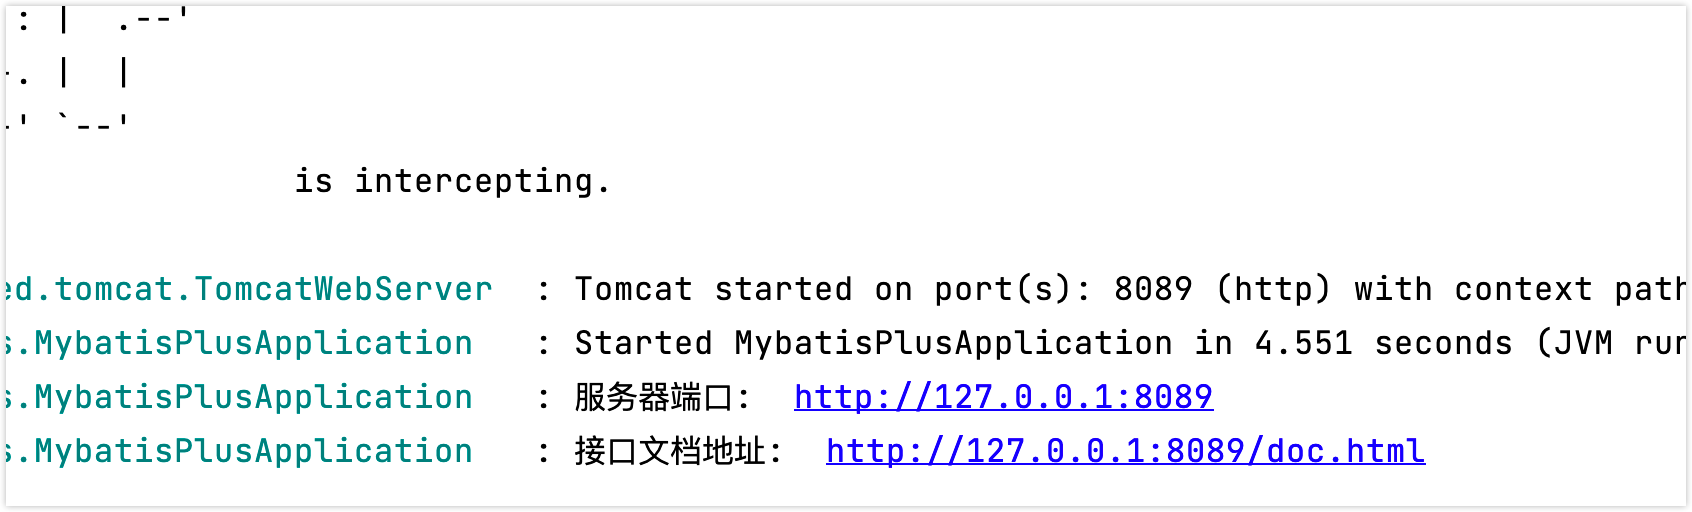 : |  .--'
-. |  |
-' `--'
is intercepting.
ed.tomcat.TomcatWebServer  : Tomcat started on port(s): 8089 (http) with context path
s.MybatisPlusApplication   : Started MybatisPlusApplication in 4.551 seconds (JVM run
s.MybatisPlusApplication   : 服务器端口:  http://127.0.0.1:8089
s.MybatisPlusApplication   : 接口文档地址:  http://127.0.0.1:8089/doc.html